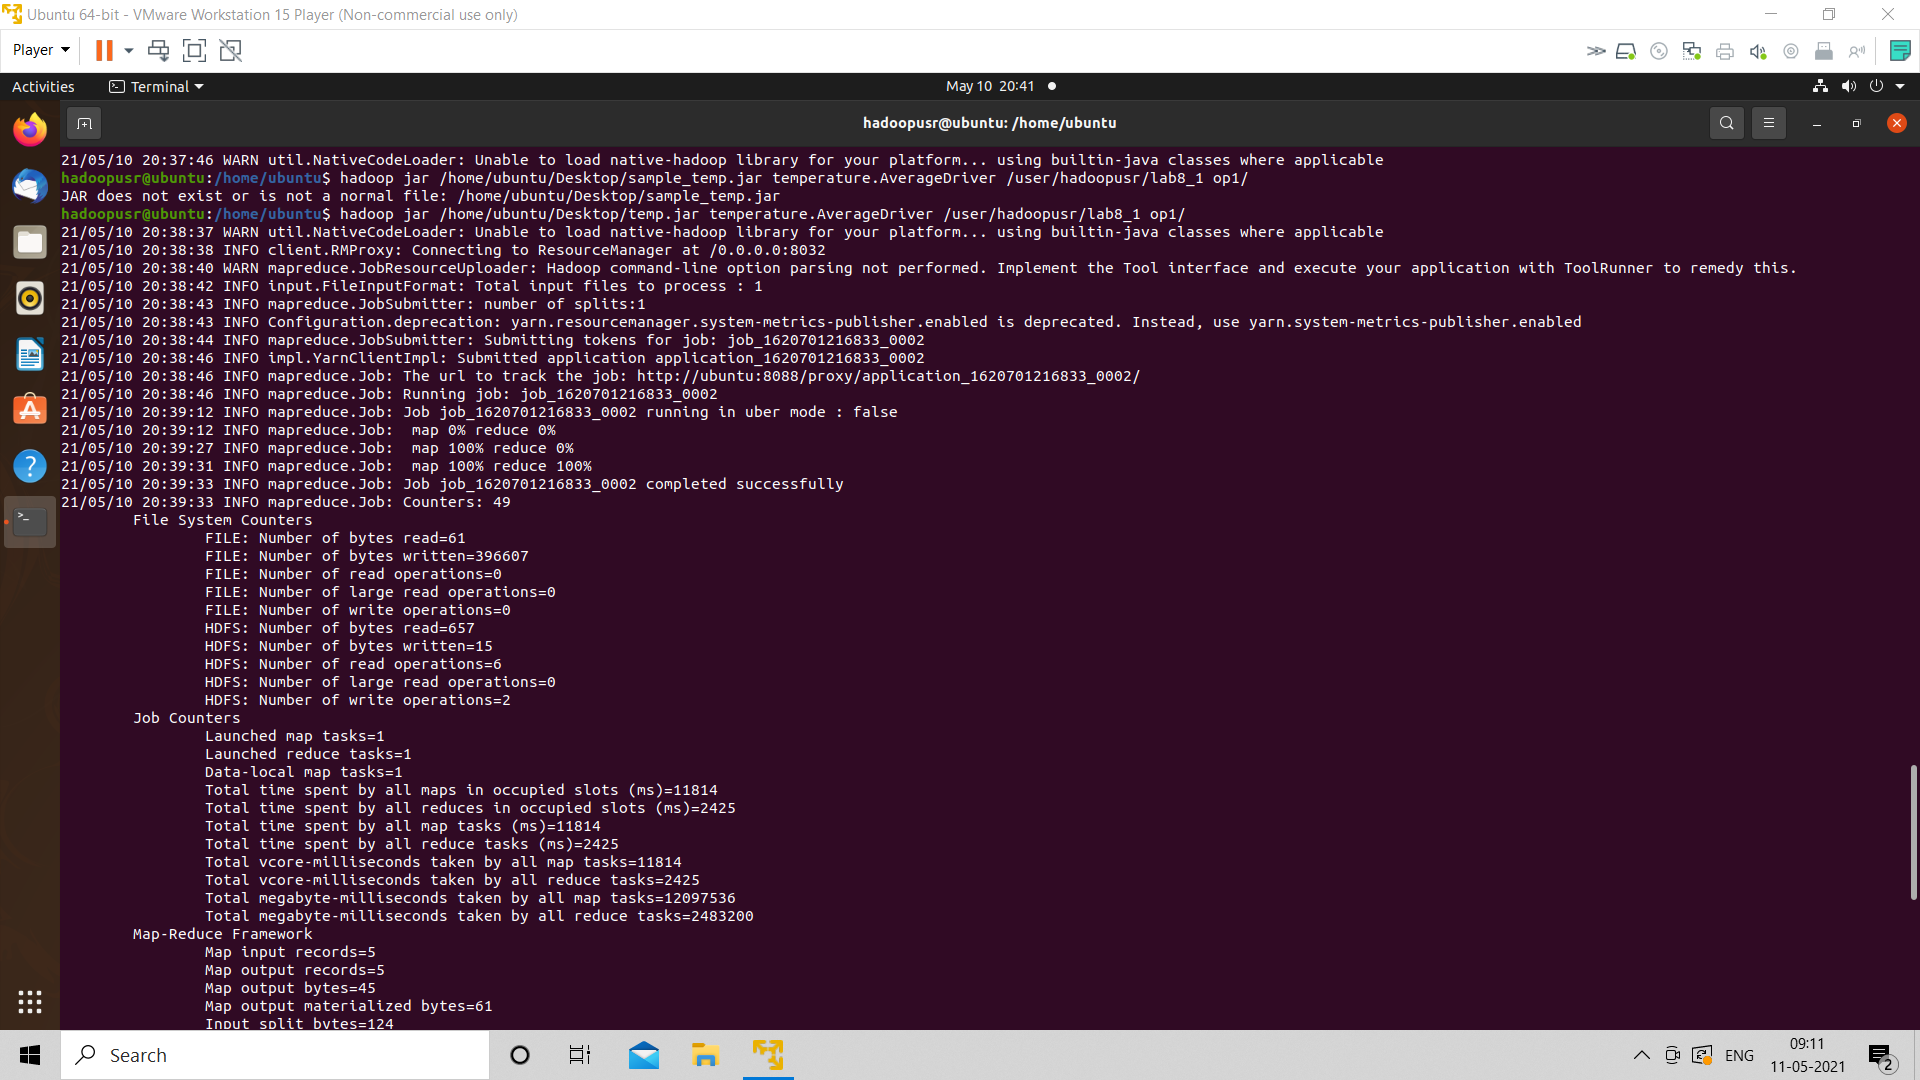 Ubuntu 64-bit - VMware Workstation 15 Player (Non-commercial use only)
Player
Activities Terminal May 10 20:41
hadoopusr@ubuntu: /home/ubuntu
21/05/10 20:37:46 WARN util.NativeCodeLoader: Unable to load native-hadoop library for your platform... using builtin-java classes where applicable
hadoopusr@ubuntu:/home/ubuntu$ hadoop jar /home/ubuntu/Desktop/sample_temp.jar temperature.AverageDriver /user/hadoopusr/lab8_1 op1/
JAR does not exist or is not a normal file: /home/ubuntu/Desktop/sample_temp.jar
hadoopusr@ubuntu:/home/ubuntu$ hadoop jar /home/ubuntu/Desktop/temp.jar temperature.AverageDriver /user/hadoopusr/lab8_1 op1/
21/05/10 20:38:37 WARN util.NativeCodeLoader: Unable to load native-hadoop library for your platform... using builtin-java classes where applicable
21/05/10 20:38:38 INFO client.RMProxy: Connecting to ResourceManager at /0.0.0.0:8032
21/05/10 20:38:40 WARN mapreduce.JobResourceUploader: Hadoop command-line option parsing not performed. Implement the Tool interface and execute your application with ToolRunner to remedy this.
21/05/10 20:38:42 INFO input.FileInputFormat: Total input files to process : 1
21/05/10 20:38:43 INFO mapreduce.JobSubmitter: number of splits:1
21/05/10 20:38:43 INFO Configuration.deprecation: yarn.resourcemanager.system-metrics-publisher.enabled is deprecated. Instead, use yarn.system-metrics-publisher.enabled
21/05/10 20:38:44 INFO mapreduce.JobSubmitter: Submitting tokens for job: job_1620701216833_0002
21/05/10 20:38:46 INFO impl.YarnClientImpl: Submitted application application_1620701216833_0002
21/05/10 20:38:46 INFO mapreduce.Job: The url to track the job: http://ubuntu:8088/proxy/application_1620701216833_0002/
21/05/10 20:38:46 INFO mapreduce.Job: Running job: job_1620701216833_0002
21/05/10 20:39:12 INFO mapreduce.Job: Job job_1620701216833_0002 running in uber mode : false
21/05/10 20:39:12 INFO mapreduce.Job:  map 0% reduce 0%
21/05/10 20:39:27 INFO mapreduce.Job:  map 100% reduce 0%
21/05/10 20:39:31 INFO mapreduce.Job:  map 100% reduce 100%
21/05/10 20:39:33 INFO mapreduce.Job: Job job_1620701216833_0002 completed successfully
21/05/10 20:39:33 INFO mapreduce.Job: Counters: 49
File System Counters
FILE: Number of bytes read=61
FILE: Number of bytes written=396607
FILE: Number of read operations=0
FILE: Number of large read operations=0
FILE: Number of write operations=0
HDFS: Number of bytes read=657
HDFS: Number of bytes written=15
HDFS: Number of read operations=6
HDFS: Number of large read operations=0
HDFS: Number of write operations=2
Job Counters
Launched map tasks=1
Launched reduce tasks=1
Data-local map tasks=1
Total time spent by all maps in occupied slots (ms)=11814
Total time spent by all reduces in occupied slots (ms)=2425
Total time spent by all map tasks (ms)=11814
Total time spent by all reduce tasks (ms)=2425
Total vcore-milliseconds taken by all map tasks=11814
Total vcore-milliseconds taken by all reduce tasks=2425
Total megabyte-milliseconds taken by all map tasks=12097536
Total megabyte-milliseconds taken by all reduce tasks=2483200
Map-Reduce Framework
Map input records=5
Map output records=5
Map output bytes=45
Map output materialized bytes=61
Input split bytes=124
Search
ENG
09:11
11-05-2021
2